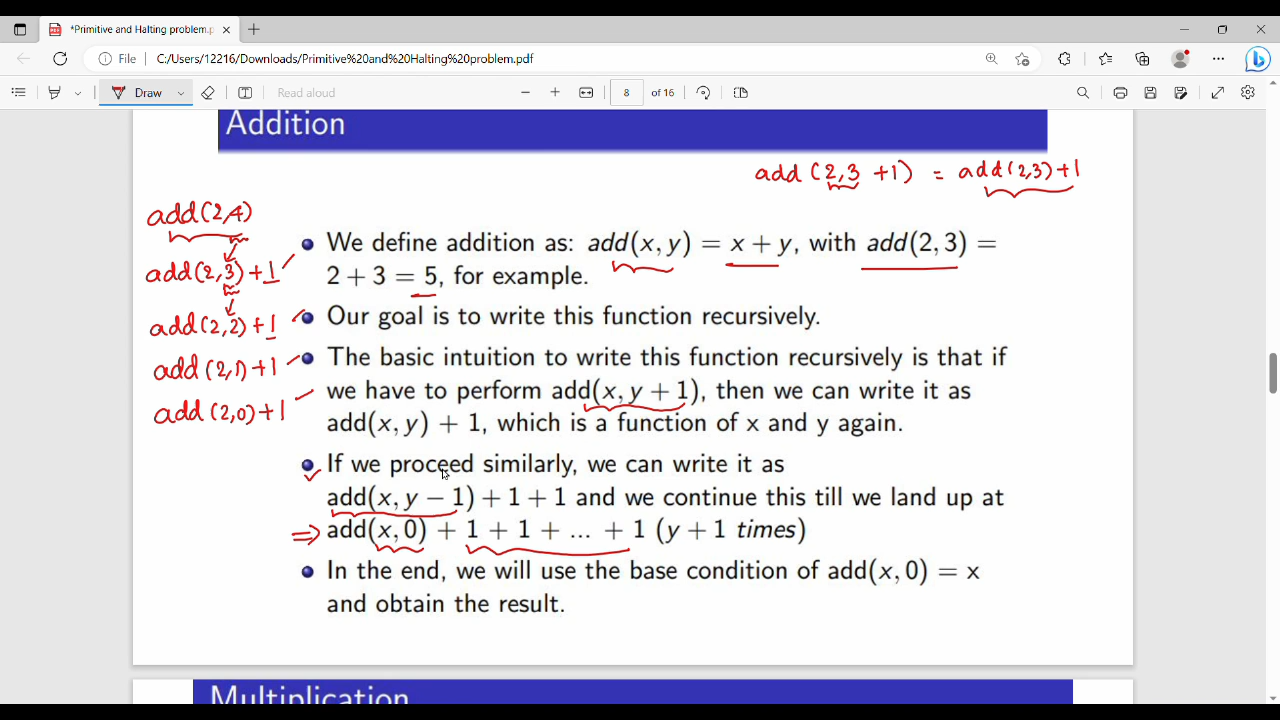 *Primitive and Halting problem.p
File
C:/Users/12216/Downloads/Primitive%20and%20Halting%20problem.pdf
Draw
Read aloud
8 of 16
Addition
add (2,3 +1) = add(2,3)+1
add(2,4)
add(2,3)+1
add(2,2)+1
add (2,1)+1
add (2,0)+1
We define addition as: add(x, y) = x + y, with add(2, 3) =
2 + 3 = 5, for example.
Our goal is to write this function recursively.
The basic intuition to write this function recursively is that if
we have to perform add(x, y + 1), then we can write it as
add(x, y) + 1, which is a function of x and y again.
If we proceed similarly, we can write it as
add(x, y − 1) + 1 + 1 and we continue this till we land up at
⇒ add(x, 0) + 1 + 1 + ... + 1 (y + 1 times)
In the end, we will use the base condition of add(x, 0) = x
and obtain the result.
Multiplication